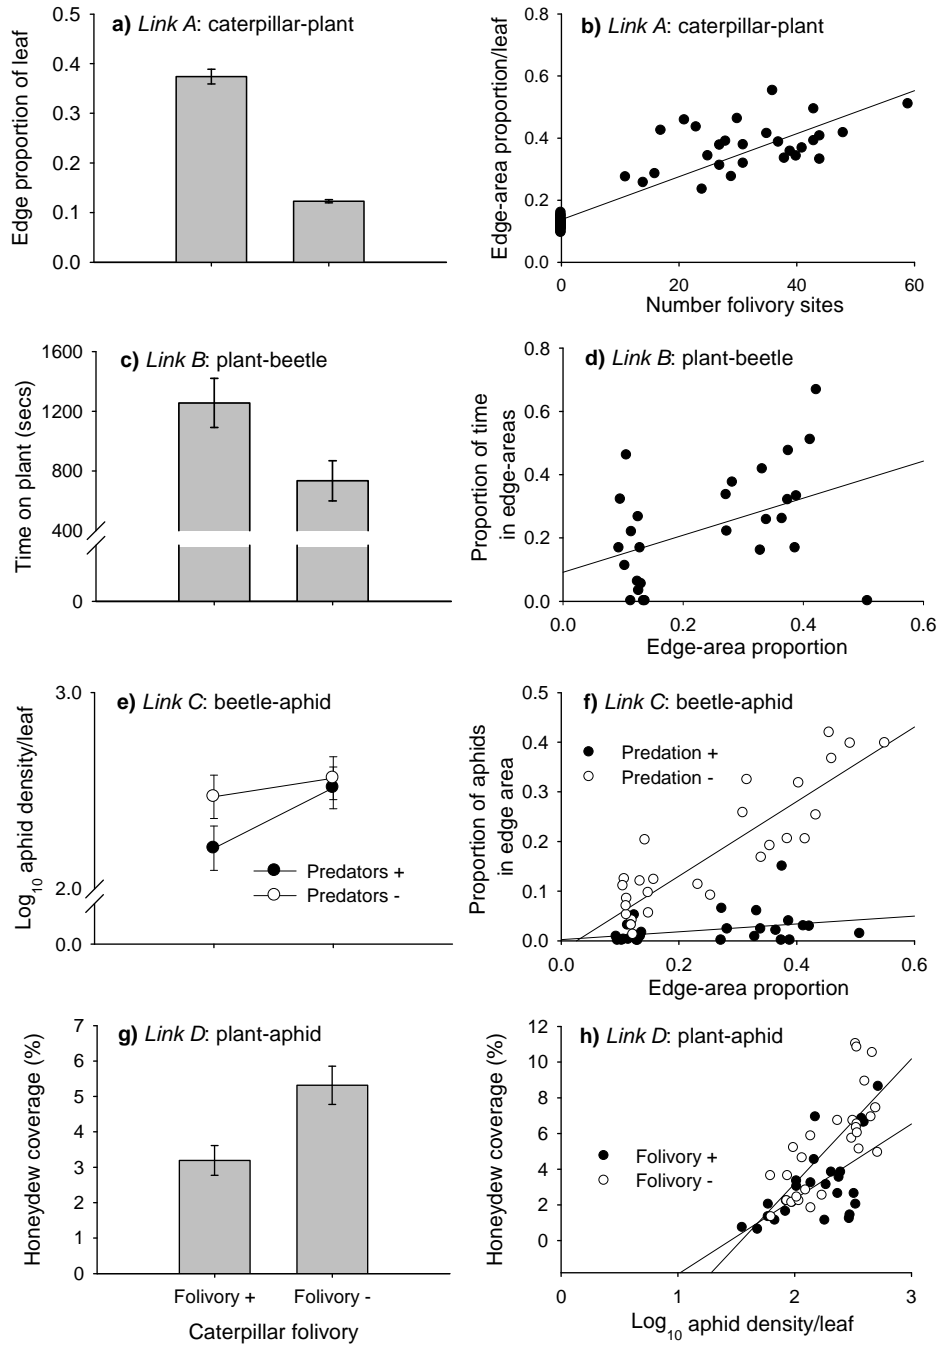 a) Link A: caterpillar-plant
Edge proportion of leaf
0.5
0.4
0.3
0.2
0.1
0.0
b) Link A: caterpillar-plant
Edge-area proportion/leaf
0.8
0.6
0.4
0.2
0.0
0 20 40 60
Number folivory sites
c) Link B: plant-beetle
Time on plant (secs)
1600
1200
800
400
0
d) Link B: plant-beetle
Proportion of time
in edge-areas
0.8
0.6
0.4
0.2
0.0
0.0 0.2 0.4 0.6
Edge-area proportion
e) Link C: beetle-aphid
Log10 aphid density/leaf
3.0
2.0
0.0
Predators +
Predators -
f) Link C: beetle-aphid
Proportion of aphids
in edge area
0.5
0.4
0.3
0.2
0.1
0.0
Predation +
Predation -
0.0 0.2 0.4 0.6
Edge-area proportion
g) Link D: plant-aphid
Honeydew coverage (%)
7
6
5
4
3
2
1
0
Folivory + Folivory -
Caterpillar folivory
h) Link D: plant-aphid
Honeydew coverage (%)
12
10
8
6
4
2
0
Folivory +
Folivory -
0 1 2 3
Log10 aphid density/leaf